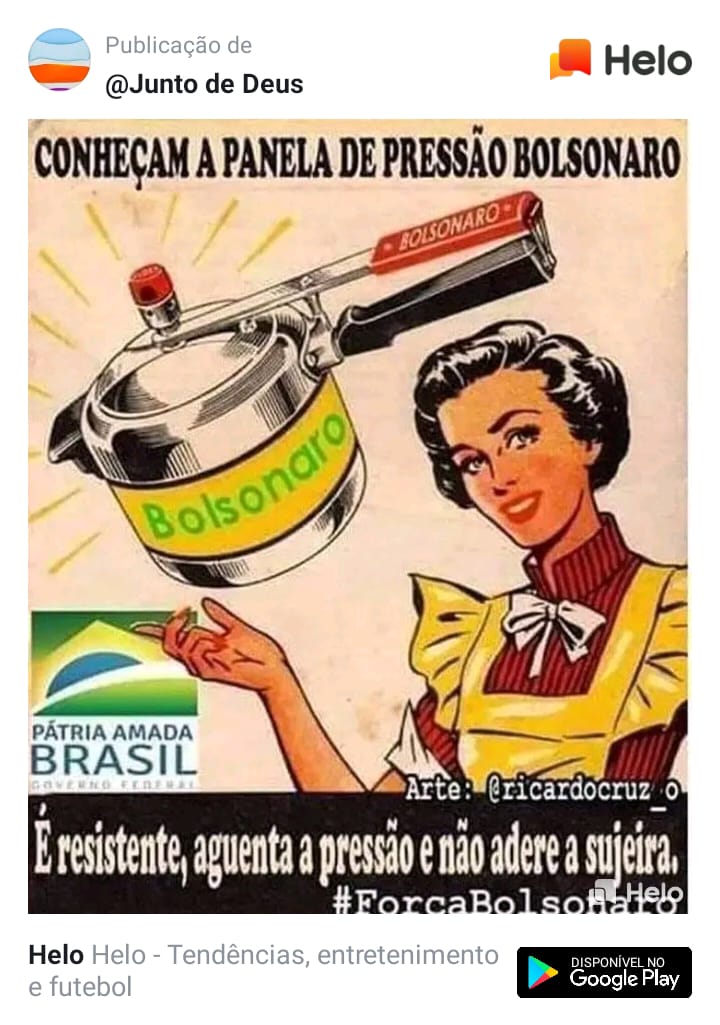 Publicação de
@Junto de Deus
Helo
CONHEÇAM A PANELA DE PRESSÃO BOLSONARO
BOLSONARO
Bolsonaro
PÁTRIA AMADA
BRASIL
GOVERNO FEDERAL
Arte: @ricardocruz_o
É resistente, aguenta a pressão e não adere a sujeira.
Helo
#ForçaBolsonaro
Helo Helo - Tendências, entretenimento
e futebol
DISPONÍVEL NO
Google Play